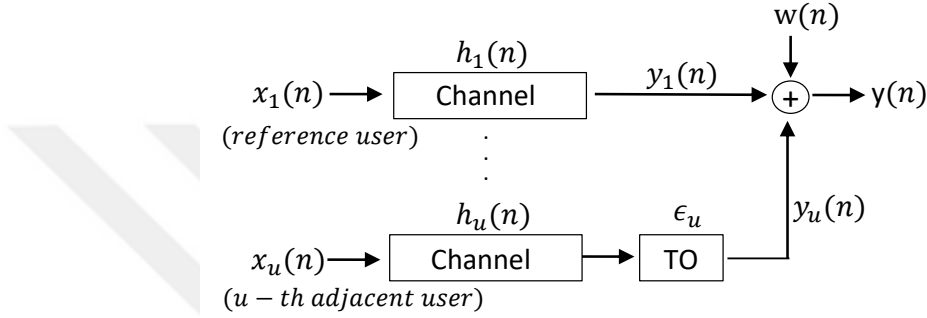 w(n)
h₁(n)
x₁(n) Channel y₁(n) + y(n)
(reference user)
.
.
.
hᵤ(n) ϵᵤ yᵤ(n)
xᵤ(n) Channel TO
(u − th adjacent user)